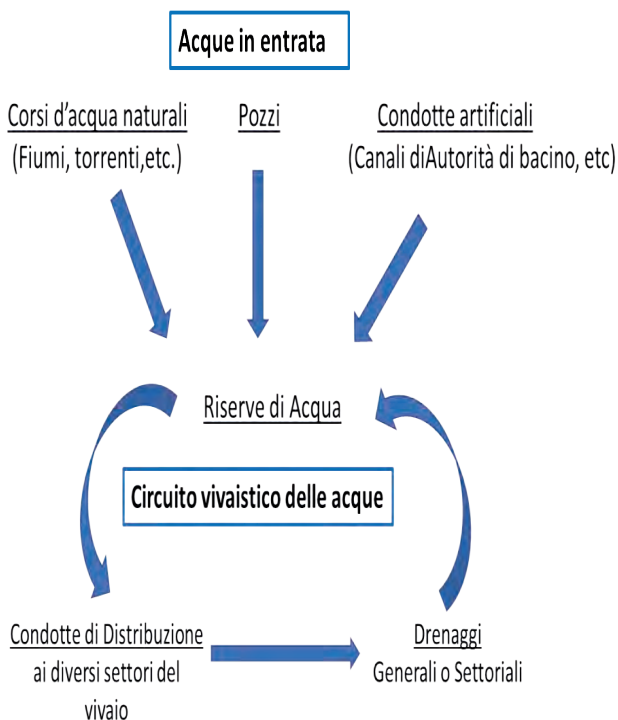 Acque in entrata
Corsi d'acqua naturali
(Fiumi, torrenti,etc.)
Pozzi
Condotte artificiali
(Canali diAutorità di bacino, etc)
Riserve di Acqua
Circuito vivaistico delle acque
Condotte di Distribuzione
ai diversi settori del
vivaio
Drenaggi
Generali o Settoriali